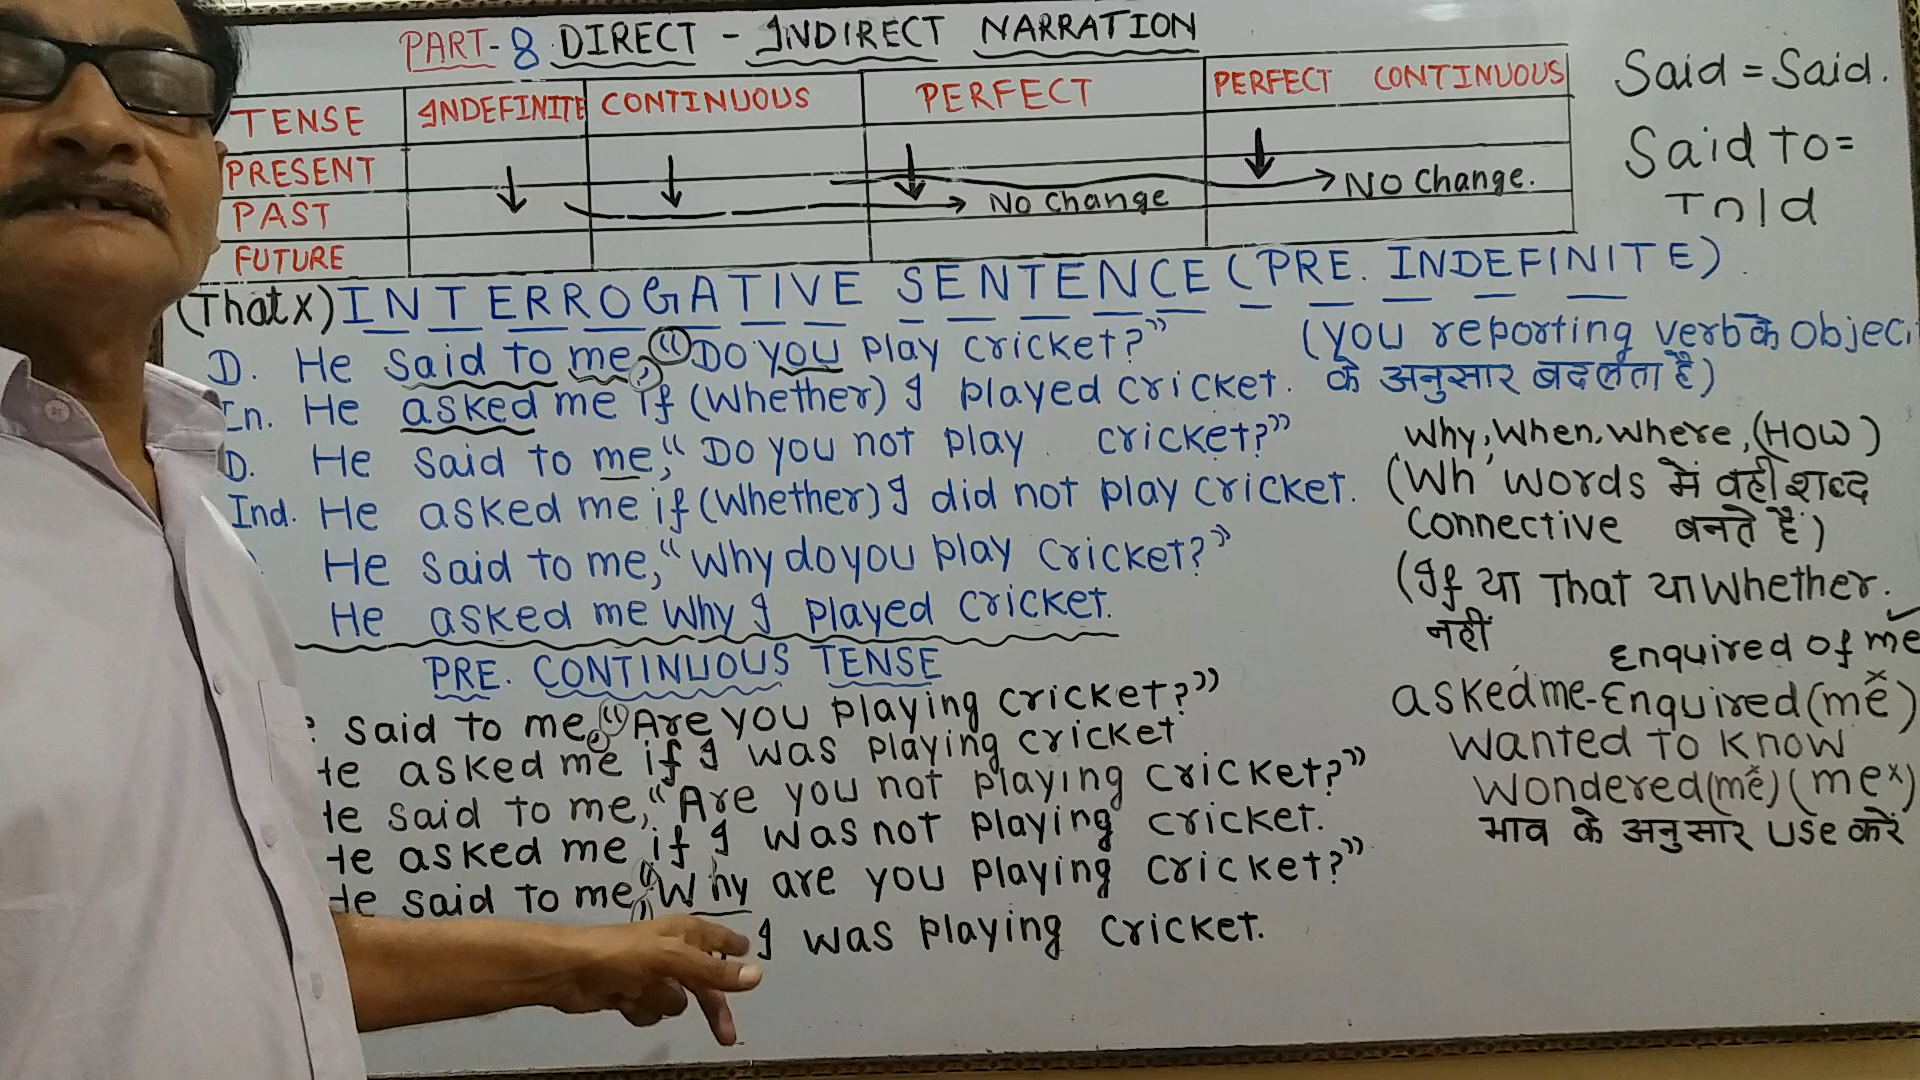 PART-8 DIRECT - INDIRECT NARRATION
TENSE INDEFINITE CONTINUOUS PERFECT PERFECT CONTINUOUS
PRESENT
→ No Change.
PAST
→ No Change
FUTURE
Said = Said.
Said To =
Told
(That x) INTERROGATIVE SENTENCE (PRE. INDEFINITE).
D. He said to me, "Do you play cricket?"
In. He asked me if (Whether) I played cricket.
D. He said to me, "Do you not play cricket?"
Ind. He asked me if (Whether) I did not play cricket.
He said to me, "Why do you play cricket?"
He asked me Why I played cricket.
PRE. CONTINUOUS TENSE
said to me, "Are you playing cricket?"
He asked me if I was playing cricket
He said to me, "Are you not playing cricket?"
He asked me if I was not playing cricket.
He said to me, "Why are you playing cricket?"
I was playing cricket.
(you reporting verb के Objec
के अनुसार बदलता है)
Why, When, Where, (How)
(Wh' words में वही शब्द
Connective बनते हैं)
(If या That या Whether.
नहीं
Enquired of me
asked me - Enquired (me x)
Wanted to know
Wondered (me x) (me x)
भाव के अनुसार use करें